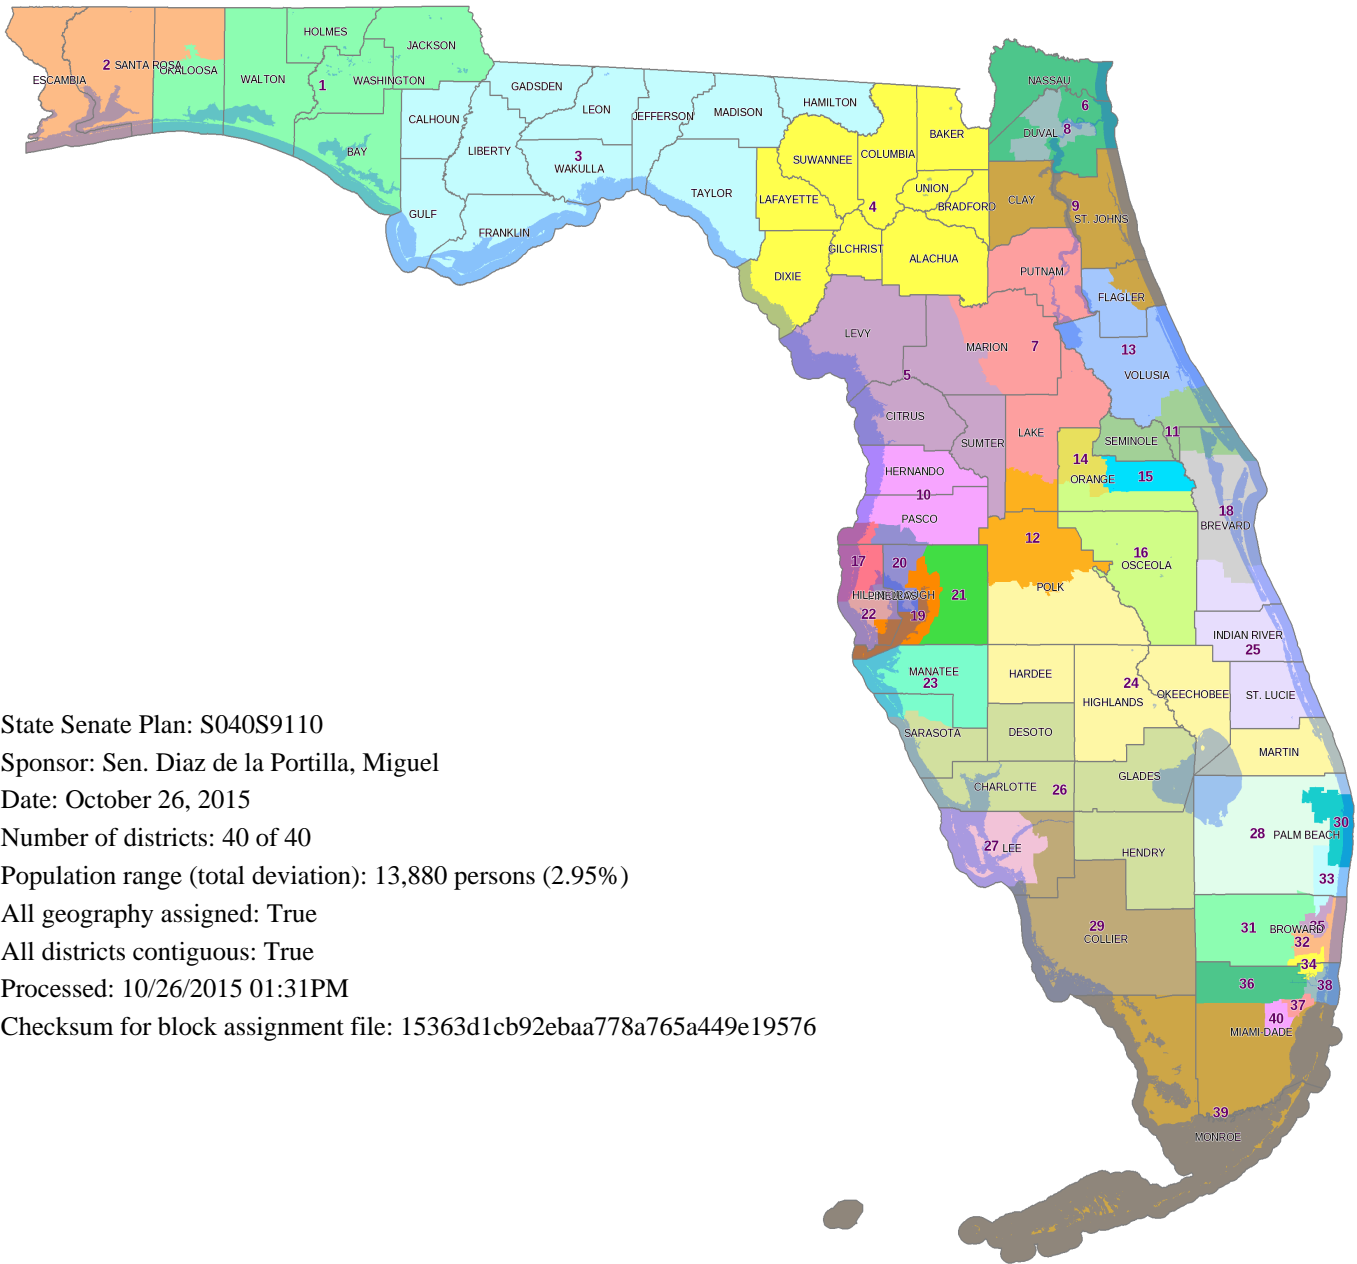 HOLMES
JACKSON
2 SANTA ROSA
OKALOOSA
ESCAMBIA
WALTON
1
WASHINGTON
BAY
GADSDEN
CALHOUN
LEON
JEFFERSON
MADISON
HAMILTON
LIBERTY
3
WAKULLA
TAYLOR
GULF
FRANKLIN
NASSAU
6
DUVAL
8
BAKER
COLUMBIA
SUWANNEE
UNION
LAFAYETTE
4
BRADFORD
CLAY
9
ST. JOHNS
GILCHRIST
ALACHUA
DIXIE
PUTNAM
FLAGLER
LEVY
MARION
7
13
VOLUSIA
5
CITRUS
SUMTER
LAKE
SEMINOLE
11
HERNANDO
14
ORANGE
15
10
PASCO
18
BREVARD
12
16
OSCEOLA
17
20
POLK
HILLSBOROUGH
PINELLAS
21
22
19
INDIAN RIVER
25
MANATEE
23
HARDEE
24
HIGHLANDS
OKEECHOBEE
ST. LUCIE
SARASOTA
DESOTO
MARTIN
CHARLOTTE
26
GLADES
27 LEE
HENDRY
28
PALM BEACH
30
33
29
COLLIER
31
BROWARD
35
32
34
36
38
37
40
MIAMI-DADE
39
MONROE
State Senate Plan: S040S9110
Sponsor: Sen. Diaz de la Portilla, Miguel
Date: October 26, 2015
Number of districts: 40 of 40
Population range (total deviation): 13,880 persons (2.95%)
All geography assigned: True
All districts contiguous: True
Processed: 10/26/2015 01:31PM
Checksum for block assignment file: 15363d1cb92ebaa778a765a449e19576